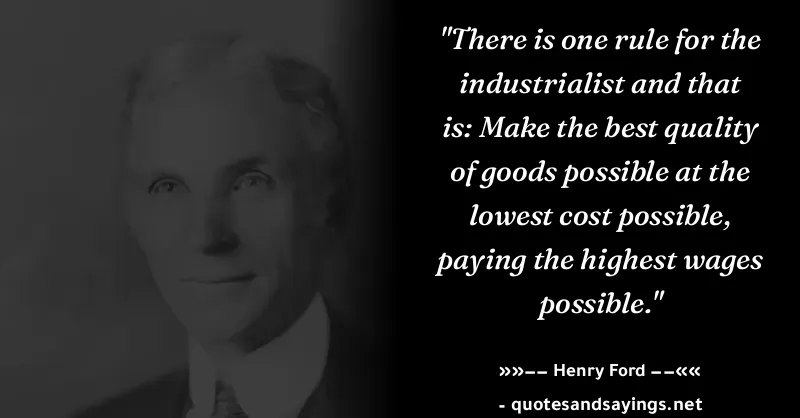 "There is one rule for the
industrialist and that
is: Make the best quality
of goods possible at the
lowest cost possible,
paying the highest wages
possible."
»»–– Henry Ford ––««
- quotesandsayings.net